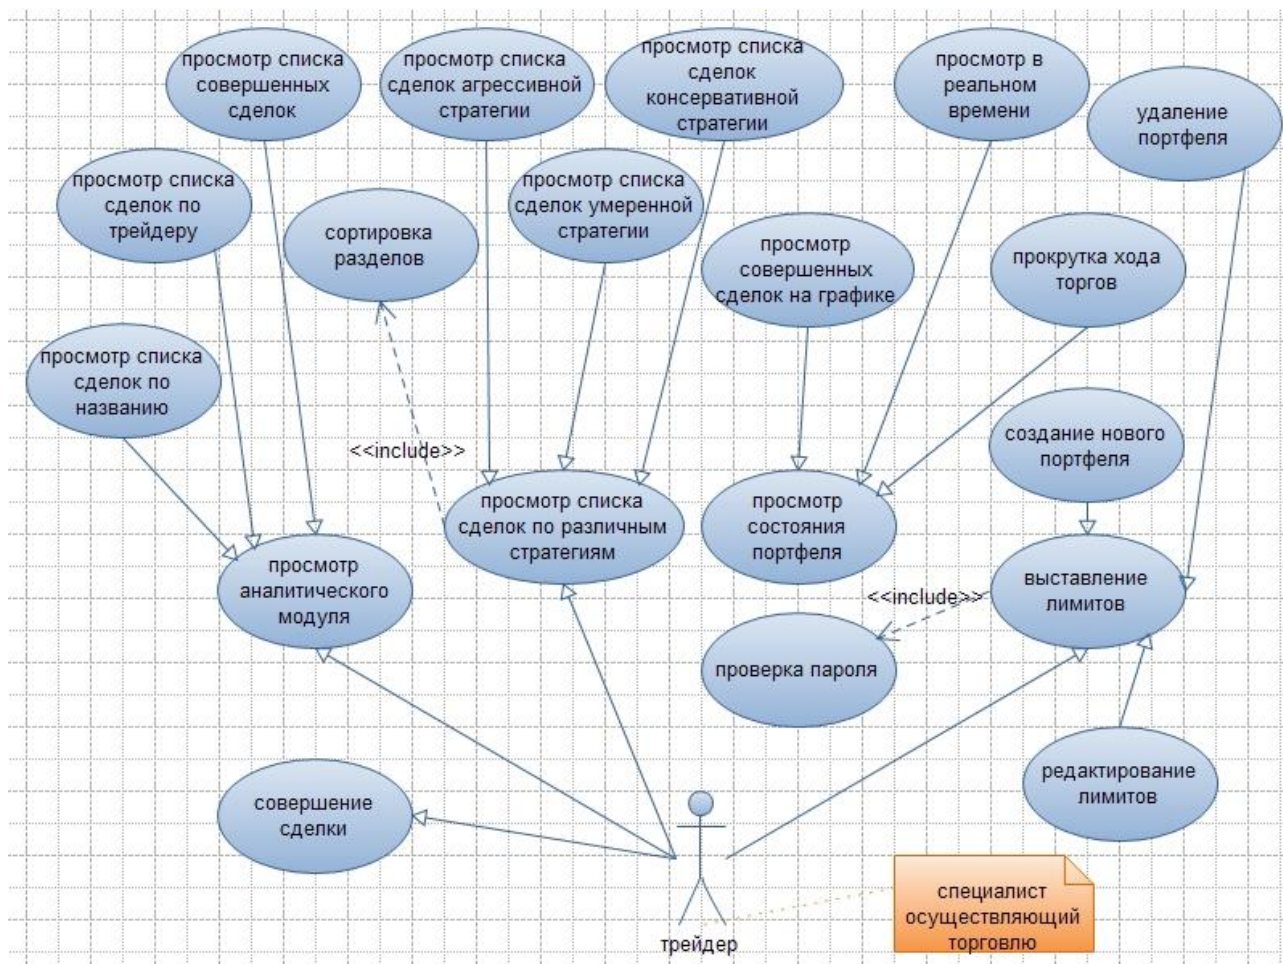 просмотр списка
совершенных
сделок
просмотр списка
сделок агрессивной
стратегии
просмотр списка
сделок
консервативной
стратегии
просмотр в
реальном
времени
удаление
портфеля
просмотр списка
сделок по
трейдеру
сортировка
разделов
просмотр списка
сделок умеренной
стратегии
просмотр
совершенных
сделок на графике
прокрутка хода
торгов
просмотр списка
сделок по
названию
<<include>>
создание нового
портфеля
просмотр списка
сделок по различным
стратегиям
просмотр
состояния
портфеля
просмотр
аналитического
модуля
<<include>>
выставление
лимитов
проверка пароля
совершение
сделки
редактирование
лимитов
трейдер
специалист
осуществляющий
торговлю